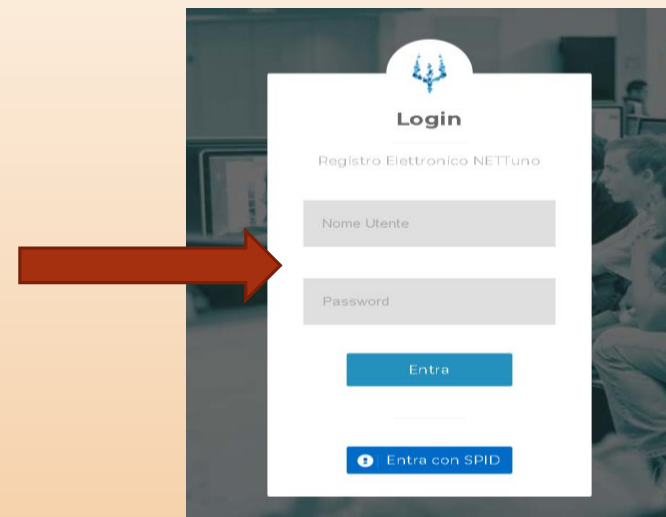 Login
Registro Elettronico NETTuno
Nome Utente
Password
Entra
Entra con SPID